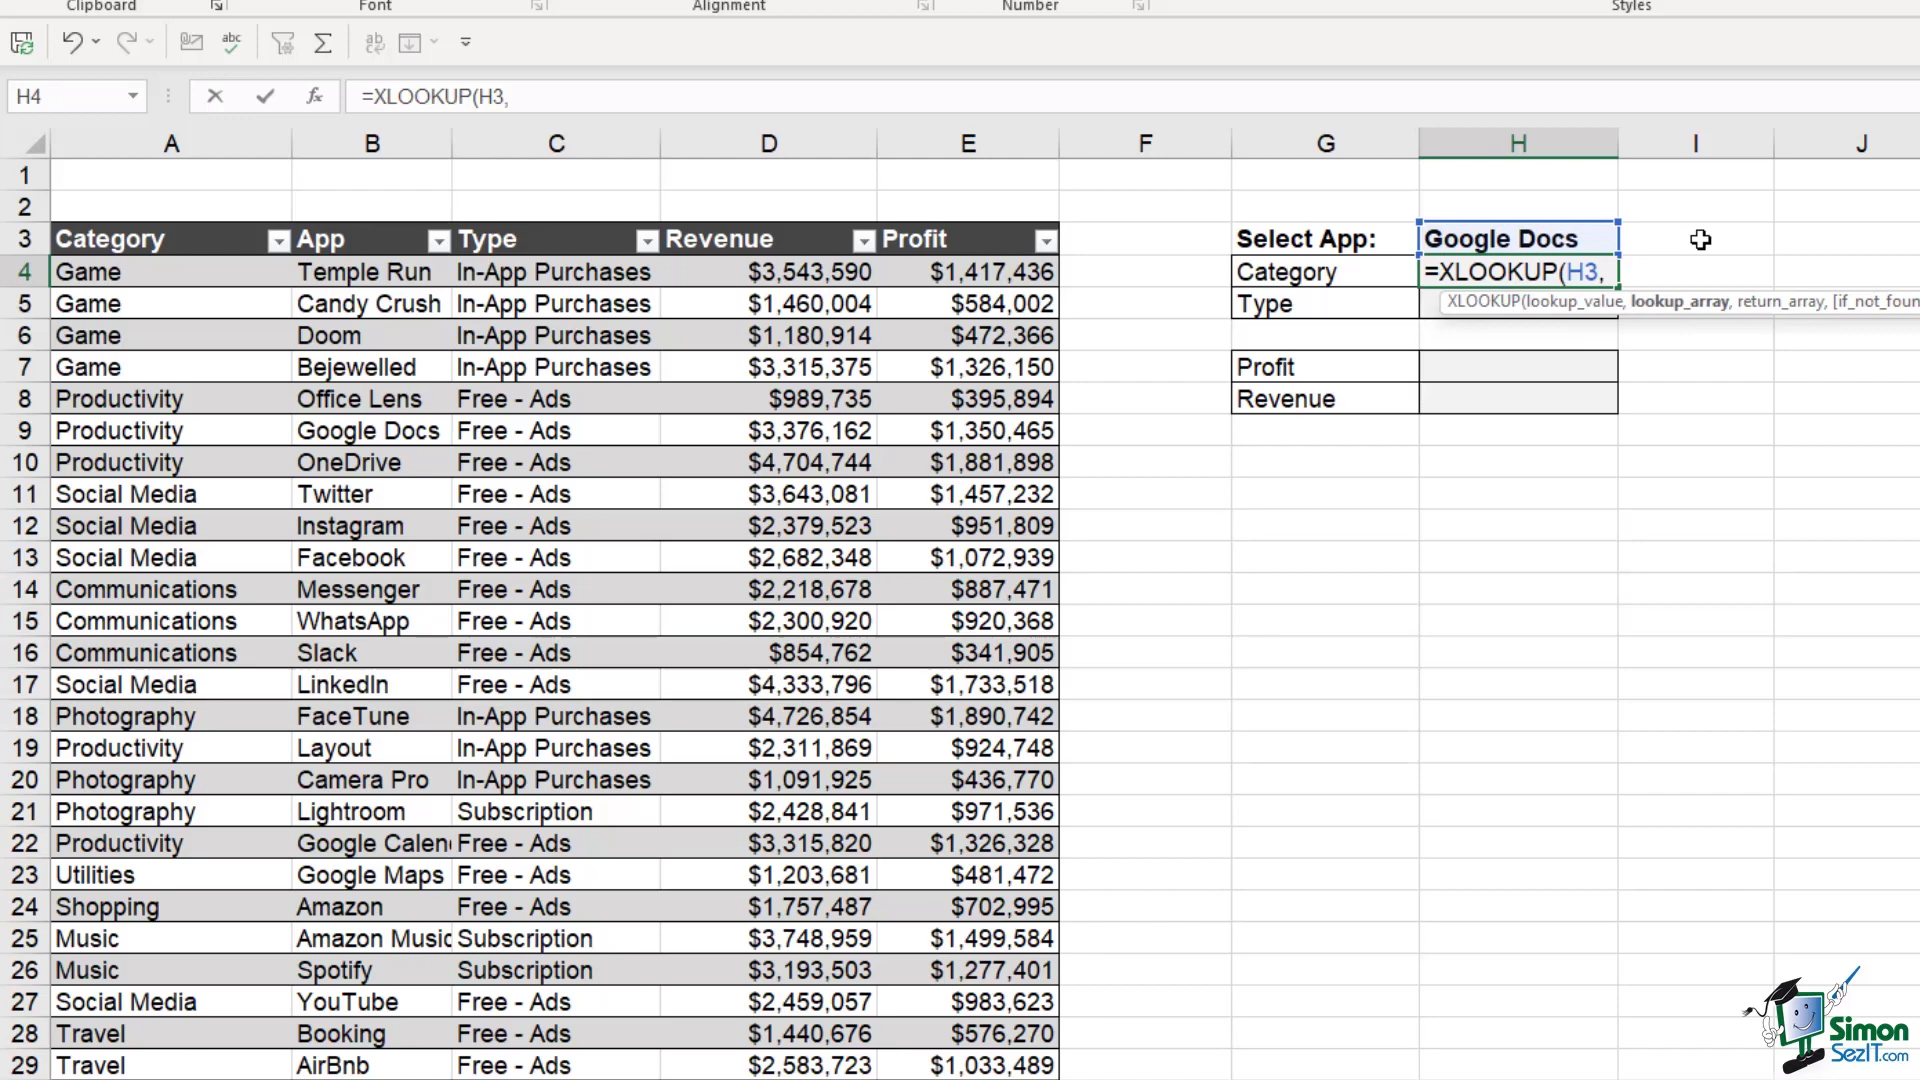 Clipboard Font Alignment Number Styles
abc ab
H4 =XLOOKUP(H3,
A B C D E F G H I J
1
2
3 Category App Type Revenue Profit Select App: Google Docs
4 Game Temple Run In-App Purchases $3,543,590 $1,417,436 Category =XLOOKUP(H3,
XLOOKUP(lookup_value, lookup_array, return_array, [if_not_foun
5 Game Candy Crush In-App Purchases $1,460,004 $584,002 Type
6 Game Doom In-App Purchases $1,180,914 $472,366
7 Game Bejewelled In-App Purchases $3,315,375 $1,326,150 Profit
8 Productivity Office Lens Free - Ads $989,735 $395,894 Revenue
9 Productivity Google Docs Free - Ads $3,376,162 $1,350,465
10 Productivity OneDrive Free - Ads $4,704,744 $1,881,898
11 Social Media Twitter Free - Ads $3,643,081 $1,457,232
12 Social Media Instagram Free - Ads $2,379,523 $951,809
13 Social Media Facebook Free - Ads $2,682,348 $1,072,939
14 Communications Messenger Free - Ads $2,218,678 $887,471
15 Communications WhatsApp Free - Ads $2,300,920 $920,368
16 Communications Slack Free - Ads $854,762 $341,905
17 Social Media LinkedIn Free - Ads $4,333,796 $1,733,518
18 Photography FaceTune In-App Purchases $4,726,854 $1,890,742
19 Productivity Layout In-App Purchases $2,311,869 $924,748
20 Photography Camera Pro In-App Purchases $1,091,925 $436,770
21 Photography Lightroom Subscription $2,428,841 $971,536
22 Productivity Google Calen Free - Ads $3,315,820 $1,326,328
23 Utilities Google Maps Free - Ads $1,203,681 $481,472
24 Shopping Amazon Free - Ads $1,757,487 $702,995
25 Music Amazon Music Subscription $3,748,959 $1,499,584
26 Music Spotify Subscription $3,193,503 $1,277,401
27 Social Media YouTube Free - Ads $2,459,057 $983,623
28 Travel Booking Free - Ads $1,440,676 $576,270
29 Travel AirBnb Free - Ads $2,583,723 $1,033,489
Simon
SezIT.com